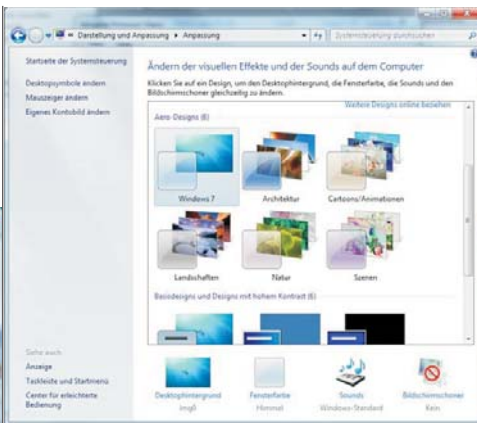 Darstellung und Anpassung ▸ Anpassung
Systemsteuerung durchsuchen
Startseite der Systemsteuerung
Desktopsymbole ändern
Mauszeiger ändern
Eigenes Kontobild ändern
Ändern der visuellen Effekte und der Sounds auf dem Computer
Klicken Sie auf ein Design, um den Desktophintergrund, die Fensterfarbe, die Sounds und den
Bildschirmschoner gleichzeitig zu ändern.
Weitere Designs online beziehen
Aero-Designs (6)
Windows 7
Architektur
Cartoons/Animationen
Landschaften
Natur
Szenen
Basisdesigns und Designs mit hohem Kontrast (6)
Siehe auch
Anzeige
Taskleiste und Startmenü
Center für erleichterte
Bedienung
Desktophintergrund
img0
Fensterfarbe
Himmel
Sounds
Windows-Standard
Bildschirmschoner
Kein